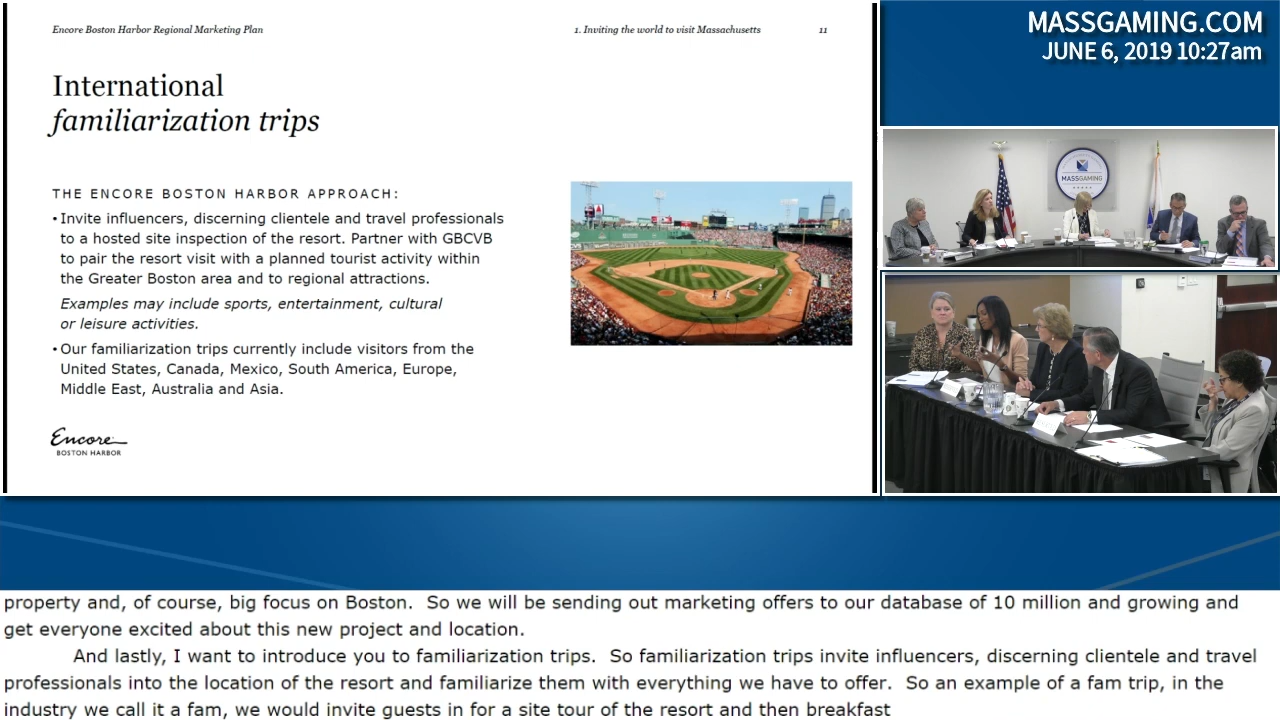 Encore Boston Harbor Regional Marketing Plan
1. Inviting the world to visit Massachusetts 11
International
familiarization trips
THE ENCORE BOSTON HARBOR APPROACH:
• Invite influencers, discerning clientele and travel professionals
to a hosted site inspection of the resort. Partner with GBCVB
to pair the resort visit with a planned tourist activity within
the Greater Boston area and to regional attractions.
Examples may include sports, entertainment, cultural
or leisure activities.
• Our familiarization trips currently include visitors from the
United States, Canada, Mexico, South America, Europe,
Middle East, Australia and Asia.
Encore
BOSTON HARBOR
MASSGAMING.COM
JUNE 6, 2019 10:27am
MASSGAMING
property and, of course, big focus on Boston. So we will be sending out marketing offers to our database of 10 million and growing and
get everyone excited about this new project and location.
And lastly, I want to introduce you to familiarization trips. So familiarization trips invite influencers, discerning clientele and travel
professionals into the location of the resort and familiarize them with everything we have to offer. So an example of a fam trip, in the
industry we call it a fam, we would invite guests in for a site tour of the resort and then breakfast